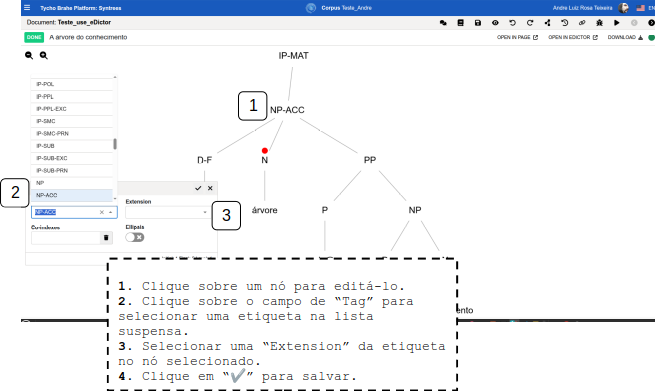 Tycho Brahe Platform: Syntrees
Corpus Teste_Andre
Andre Luiz Rosa Teixeira
EN
Document: Teste_use_eDictor
DONE
A arvore do conhecimento
OPEN IN PAGE
OPEN IN EDICTOR
DOWNLOAD
IP-MAT
IP-POL
IP-PPL
IP-PPL-EXC
IP-SMC
IP-SMC-PRN
IP-SUB
IP-SUB-EXC
IP-SUB-PRN
NP
NP-ACC
1
NP-ACC
D-F
N
PP
2
NP-ACC
Extension
3
Ellipsis
árvore
P
NP
ento
1. Clique sobre um nó para editá-lo.
2. Clique sobre o campo de “Tag” para
selecionar uma etiqueta na lista
suspensa.
3. Selecionar uma “Extension” da etiqueta
no nó selecionado.
4. Clique em “✔” para salvar.